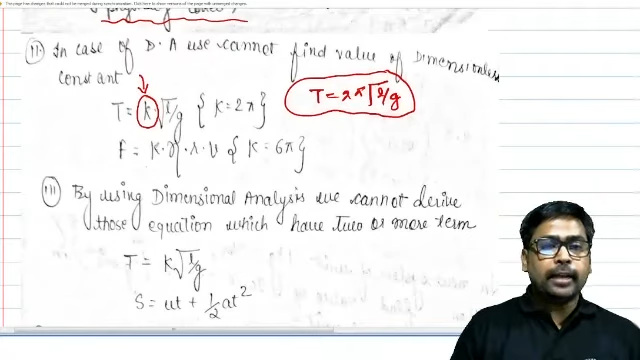 (ii) In case of D.A we cannot find value of Dimensionless
constant
T = k√l/g { k = 2π }
T = 2π√l/g
F = k·η·r·v { k = 6π }
(iii) By using Dimensional Analysis we cannot derive
those equation which have two or more term
T = k√l/g
S = ut + 1/2 at²